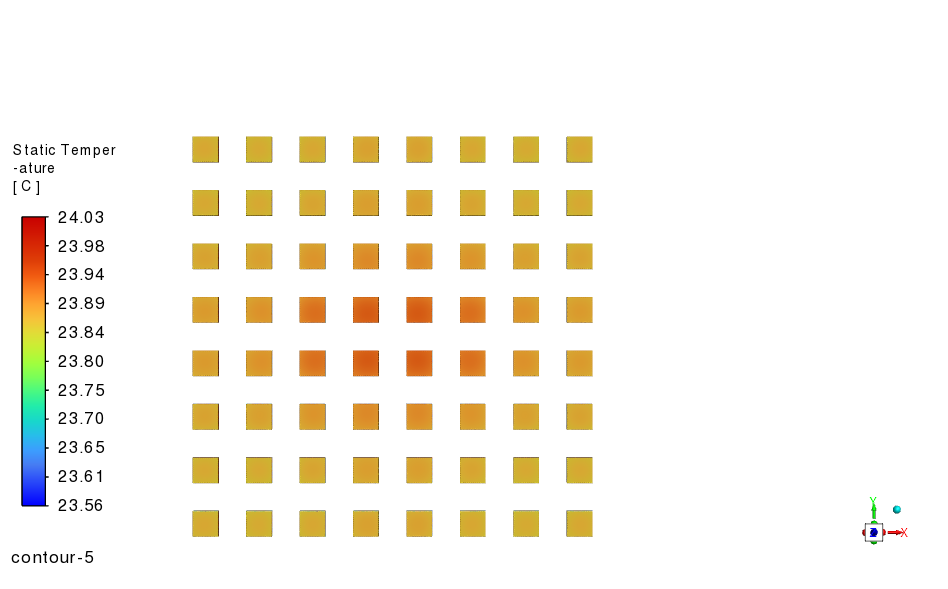 Static Temper
-ature
[ C ]
24.03
23.98
23.94
23.89
23.84
23.80
23.75
23.70
23.65
23.61
23.56
contour-5
Y
Z
X